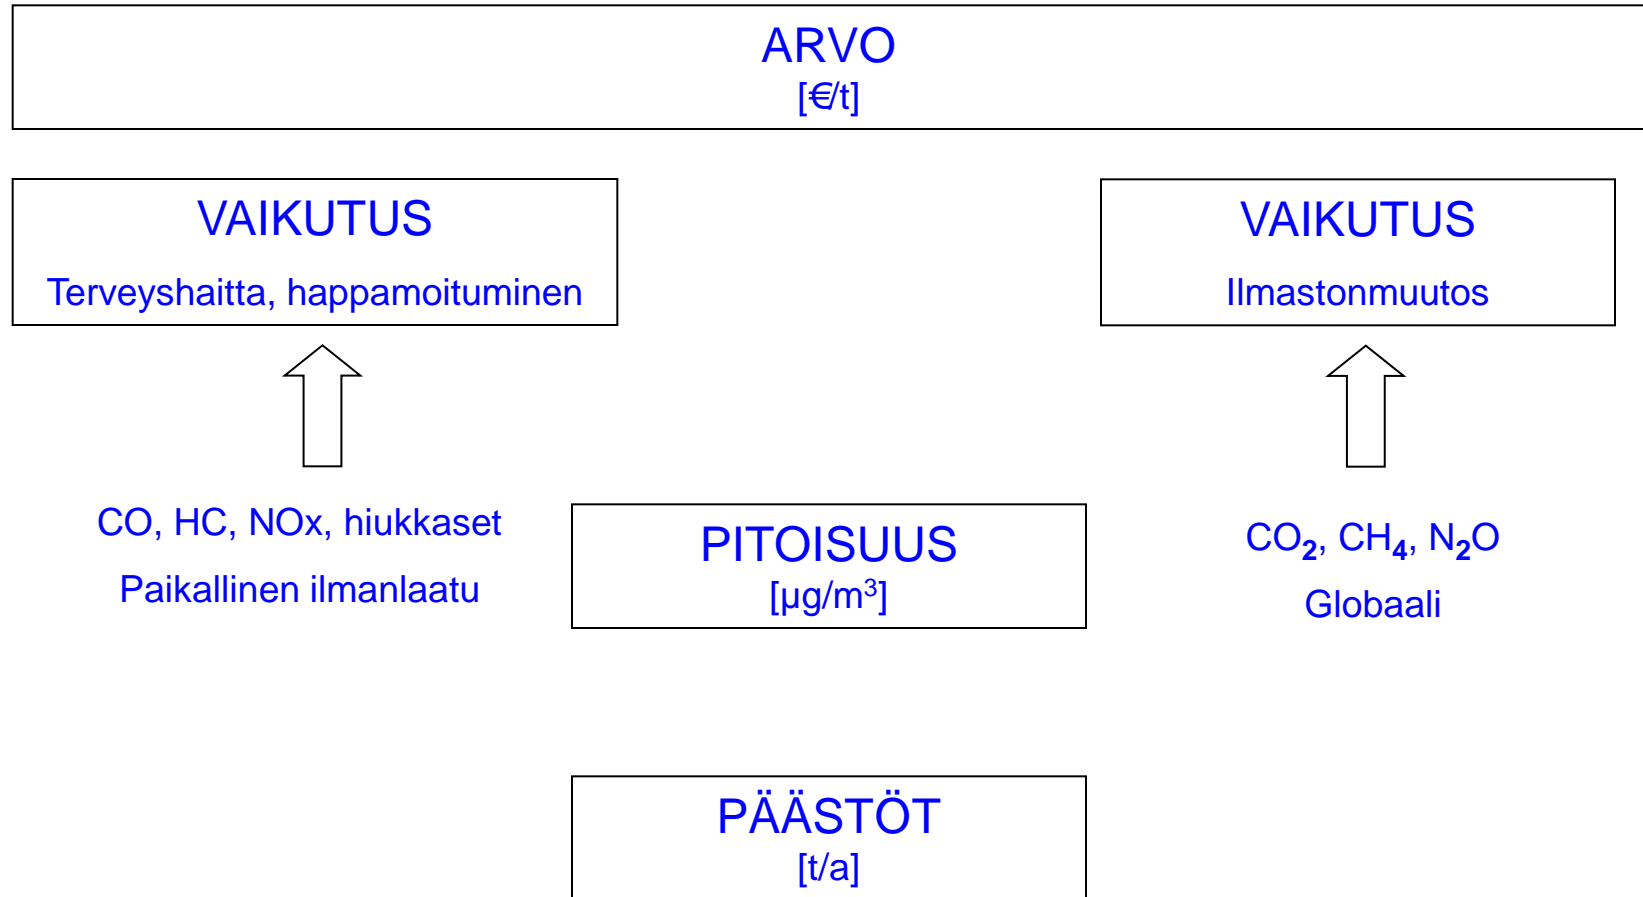 ARVO
[€/t]
VAIKUTUS
Terveyshaitta, happamoituminen
VAIKUTUS
Ilmastonmuutos
CO, HC, NOx, hiukkaset
Paikallinen ilmanlaatu
PITOISUUS
[µg/m³]
CO₂, CH₄, N₂O
Globaali
PÄÄSTÖT
[t/a]